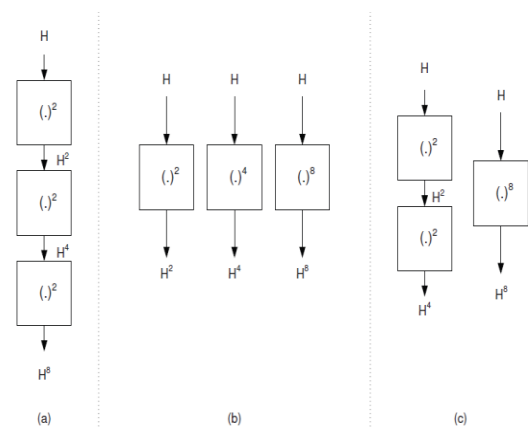 H
(.)²
H²
(.)²
H⁴
(.)²
H⁸
(a)
H H H
(.)² (.)⁴ (.)⁸
H² H⁴ H⁸
(b)
H
(.)²
H²
(.)²
H⁴
H
(.)⁸
H⁸
(c)